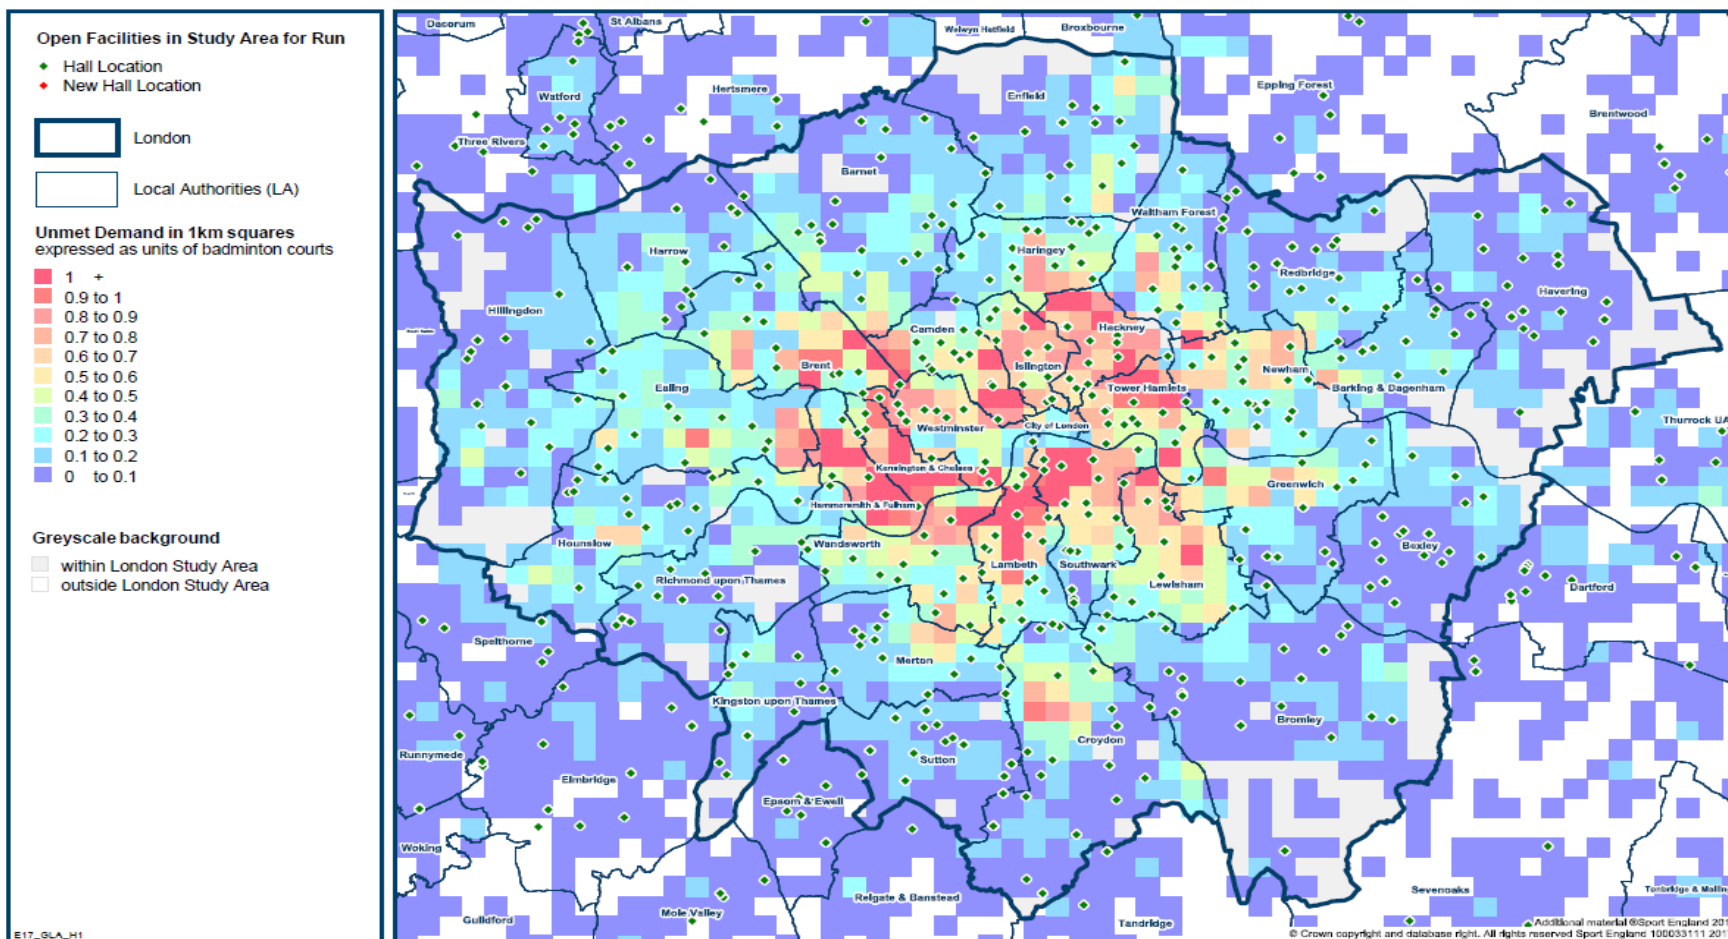 Open Facilities in Study Area for Run
Hall Location
New Hall Location
London
Local Authorities (LA)
Unmet Demand in 1km squares
expressed as units of badminton courts
1 +
0.9 to 1
0.8 to 0.9
0.7 to 0.8
0.6 to 0.7
0.5 to 0.6
0.4 to 0.5
0.3 to 0.4
0.2 to 0.3
0.1 to 0.2
0 to 0.1
Greyscale background
within London Study Area
outside London Study Area
E17_GLA_H1
Dacorum
St Albans
Welwyn Hatfield
Broxbourne
Watford
Hertsmere
Enfield
Epping Forest
Brentwood
Three Rivers
Barnet
Waltham Forest
Harrow
Haringey
Redbridge
Havering
Hillingdon
Camden
Hackney
Brent
Islington
Newham
Ealing
Tower Hamlets
Barking & Dagenham
Westminster
City of London
Thurrock UA
Kensington & Chelsea
Greenwich
Hammersmith & Fulham
Hounslow
Wandsworth
Bexley
Richmond upon Thames
Lambeth
Southwark
Lewisham
Dartford
Spelthorne
Merton
Kingston upon Thames
Bromley
Runnymede
Croydon
Sutton
Elmbridge
Epsom & Ewell
Woking
Sevenoaks
Reigate & Banstead
Mole Valley
Guildford
Tandridge
Additional material ©Sport England 201
© Crown copyright and database right. All rights reserved Sport England 100033111 201